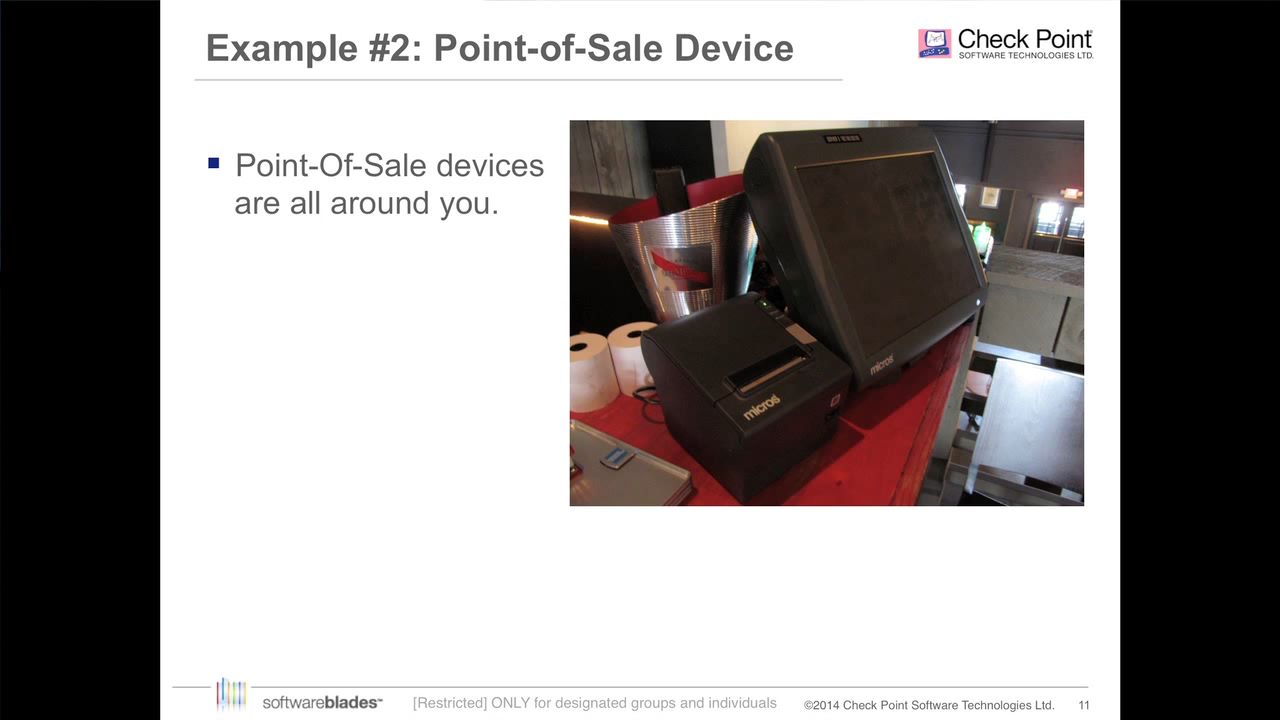 Example #2: Point-of-Sale Device
Check Point
SOFTWARE TECHNOLOGIES LTD.
Point-Of-Sale devices
are all around you.
micros
micros
softwareblades™
[Restricted] ONLY for designated groups and individuals
©2014 Check Point Software Technologies Ltd.
11